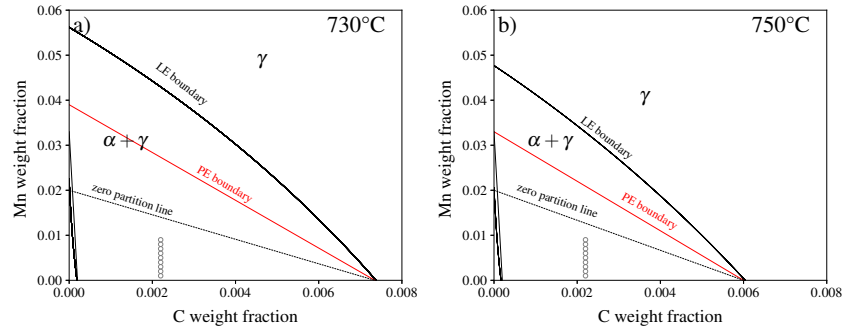 a)
730°C
γ
LE boundary
α + γ
PE boundary
zero partition line
Mn weight fraction
0.06
0.05
0.04
0.03
0.02
0.01
0.00
0.000
0.002
0.004
0.006
0.008
C weight fraction
b)
750°C
γ
LE boundary
α + γ
PE boundary
zero partition line
Mn weight fraction
0.06
0.05
0.04
0.03
0.02
0.01
0.00
0.000
0.002
0.004
0.006
0.008
C weight fraction